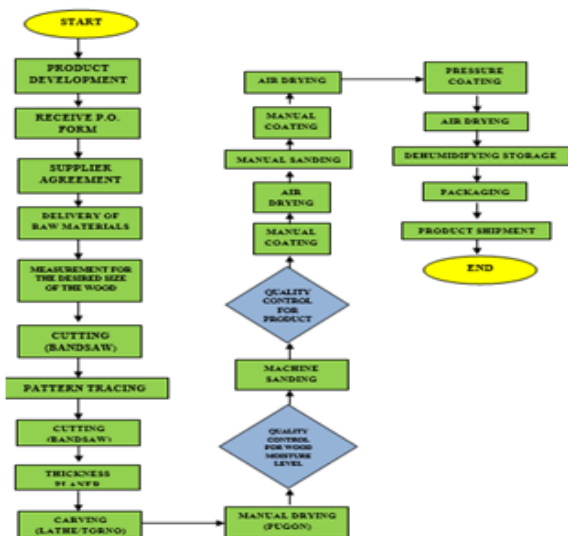 START
PRODUCT
DEVELOPMENT
RECEIVE P.O.
FORM
SUPPLIER
AGREEMENT
DELIVERY OF
RAW MATERIALS
MEASUREMENT FOR
THE DESIRED SIZE
OF THE WOOD
CUTTING
(BANDSAW)
PATTERN TRACING
CUTTING
(BANDSAW)
THICKNESS
PLANER
CARVING
(LATHE/TORNO)
MANUAL DRYING
(PUGON)
QUALITY
CONTROL
FOR WOOD
MOISTURE
LEVEL
MACHINE
SANDING
QUALITY
CONTROL
FOR
PRODUCT
MANUAL
COATING
AIR
DRYING
MANUAL SANDING
MANUAL
COATING
AIR DRYING
PRESSURE
COATING
AIR DRYING
DEHUMIDIFYING STORAGE
PACKAGING
PRODUCT SHIPMENT
END